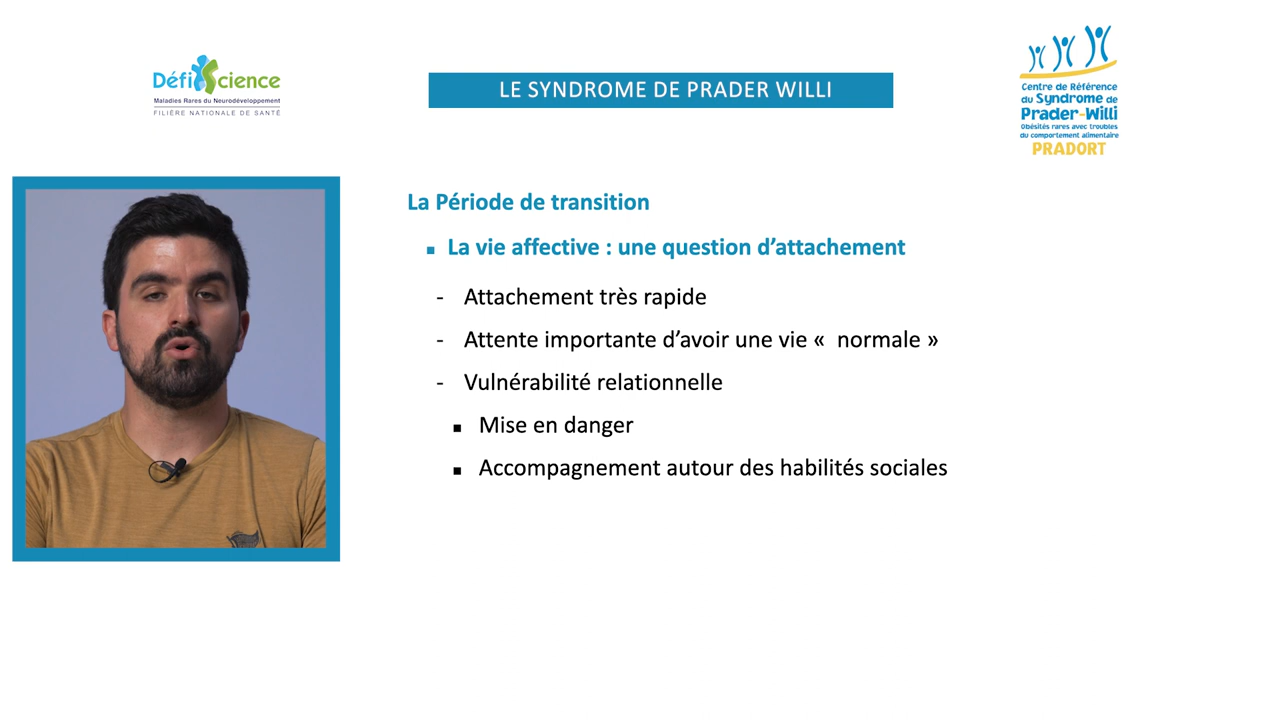 DéfiScience
Maladies Rares du Neurodéveloppement
FILIÈRE NATIONALE DE SANTÉ
LE SYNDROME DE PRADER WILLI
Centre de Référence
du Syndrome de
Prader-Willi
Obésités rares avec troubles
du comportement alimentaire
PRADORT
La Période de transition
▪ La vie affective : une question d’attachement
- Attachement très rapide
- Attente importante d’avoir une vie «  normale »
- Vulnérabilité relationnelle
▪ Mise en danger
▪ Accompagnement autour des habilités sociales